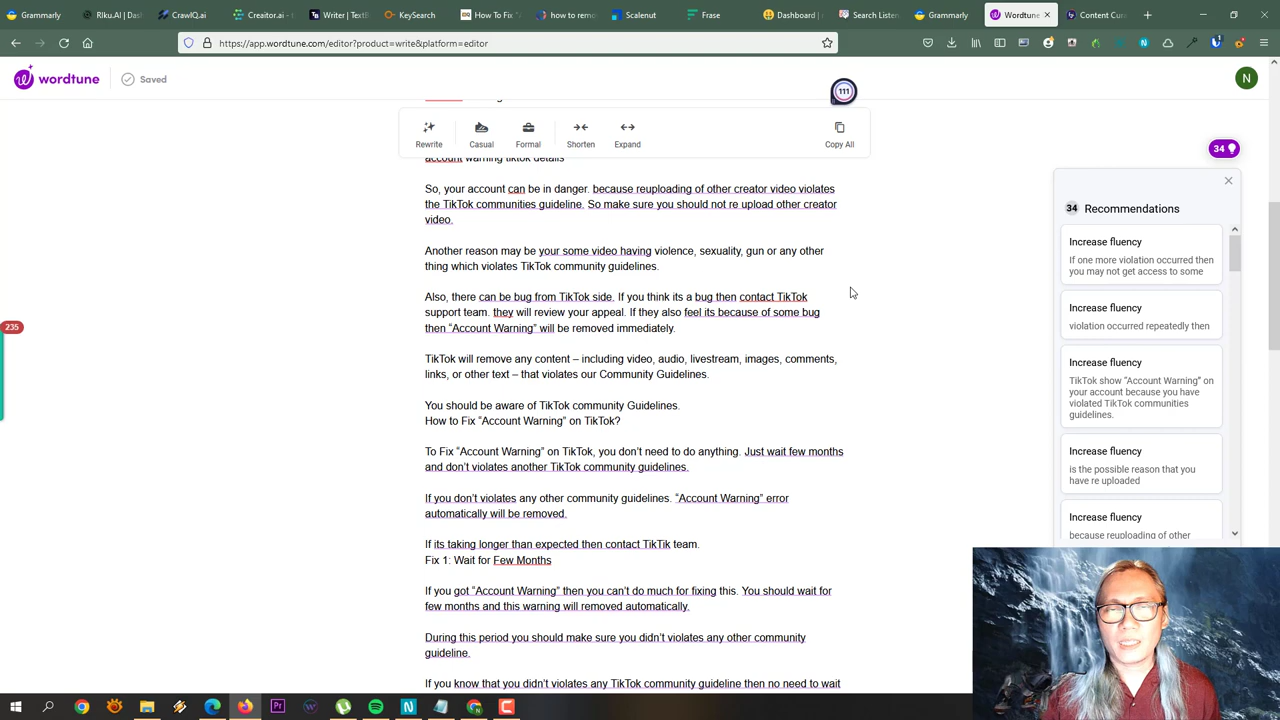 Grammarly
Riku.AI | Dash
CrawlQ.ai
Creaitor.ai -
Writer | TextB
KeySearch
How To Fix "A
how to remo
Scalenut
Frase
Dashboard |
Search Listen
Grammarly
Wordtune
Content Cura
https://app.wordtune.com/editor?product=write&platform=editor
wordtune
Saved
N
111
Rewrite
Casual
Formal
Shorten
Expand
Copy All
account warning tiktok details
34
So, your account can be in danger. because reuploading of other creator video violates
the TikTok communities guideline. So make sure you should not re upload other creator
video.
Another reason may be your some video having violence, sexuality, gun or any other
thing which violates TikTok community guidelines.
Also, there can be bug from TikTok side. If you think its a bug then contact TikTok
support team. they will review your appeal. If they also feel its because of some bug
then “Account Warning” will be removed immediately.
TikTok will remove any content – including video, audio, livestream, images, comments,
links, or other text – that violates our Community Guidelines.
You should be aware of TikTok community Guidelines.
How to Fix “Account Warning” on TikTok?
To Fix “Account Warning” on TikTok, you don’t need to do anything. Just wait few months
and don’t violates another TikTok community guidelines.
If you don’t violates any other community guidelines. “Account Warning” error
automatically will be removed.
If its taking longer than expected then contact TikTik team.
Fix 1: Wait for Few Months
If you got “Account Warning” then you can’t do much for fixing this. You should wait for
few months and this warning will removed automatically.
During this period you should make sure you didn’t violates any other community
guideline.
If you know that you didn’t violates any TikTok community guideline then no need to wait
235
34 Recommendations
Increase fluency
If one more violation occurred then
you may not get access to some
Increase fluency
violation occurred repeatedly then
Increase fluency
TikTok show “Account Warning” on
your account because you have
violated TikTok communities
guidelines.
Increase fluency
is the possible reason that you
have re uploaded
Increase fluency
because reuploading of other